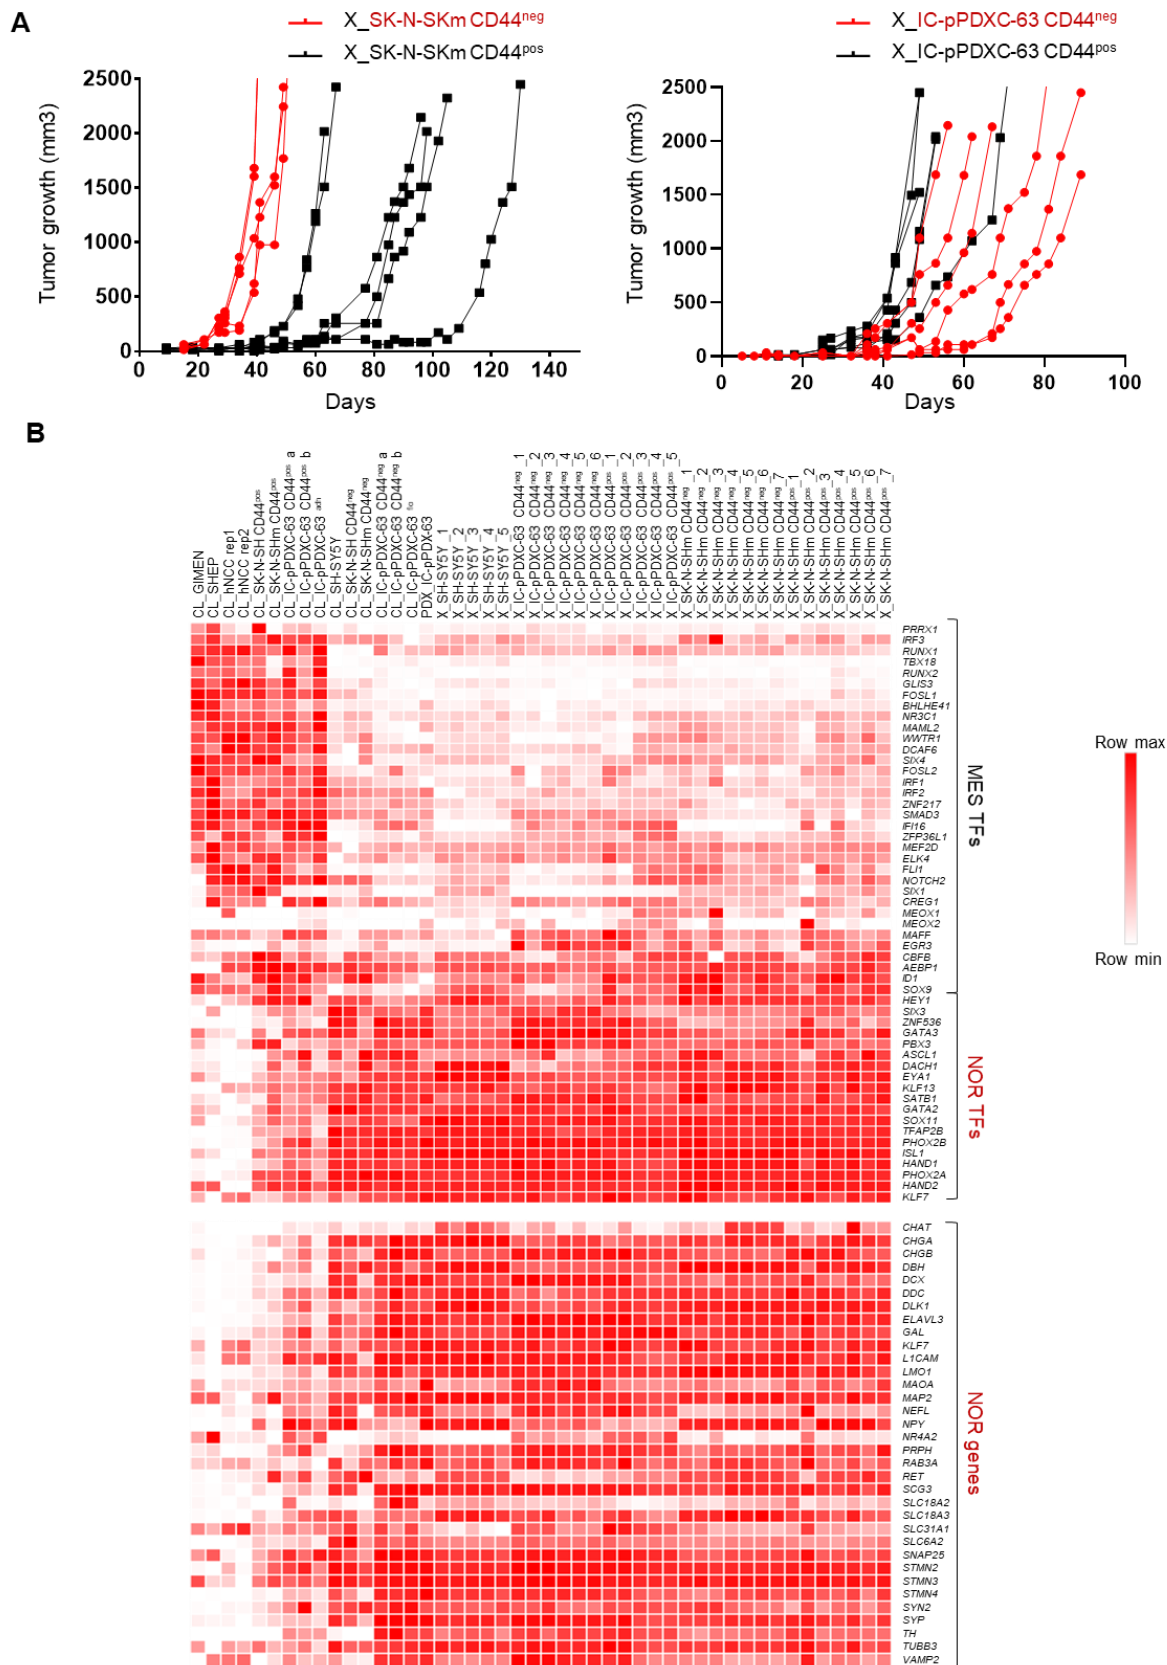 A
X_SK-N-SKm CD44neg
X_SK-N-SKm CD44pos
X_IC-pPDXC-63 CD44neg
X_IC-pPDXC-63 CD44pos
Tumor growth (mm3)
2500
2000
1500
1000
500
0
0 20 40 60 80 100 120 140
Days
Tumor growth (mm3)
2500
2000
1500
1000
500
0
0 20 40 60 80 100
Days
B
CL_GIMEN
CL_SHEP
CL_hNCC rep1
CL_hNCC rep2
CL_SK-N-SH CD44pos
CL_SK-N-SHm CD44pos
CL_IC-pPDXC-63 CD44pos a
CL_IC-pPDXC-63 CD44pos b
CL_IC-pPDXC-63 adh
CL_SH-SY5Y
CL_SK-N-SH CD44neg
CL_SK-N-SHm CD44neg
CL_IC-pPDXC-63 CD44neg a
CL_IC-pPDXC-63 CD44neg b
CL_IC-pPDXC-63 fo
PDX_IC-pPDX-63
X_SH-SY5Y_1
X_SH-SY5Y_2
X_SH-SY5Y_3
X_SH-SY5Y_4
X_SH-SY5Y_5
X_IC-pPDXC-63 CD44neg_1
X_IC-pPDXC-63 CD44neg_2
X_IC-pPDXC-63 CD44neg_3
X_IC-pPDXC-63 CD44neg_4
X_IC-pPDXC-63 CD44neg_5
X_IC-pPDXC-63 CD44neg_6
X_IC-pPDXC-63 CD44pos_1
X_IC-pPDXC-63 CD44pos_2
X_IC-pPDXC-63 CD44pos_3
X_IC-pPDXC-63 CD44pos_4
X_IC-pPDXC-63 CD44pos_5
X_SK-N-SHm CD44neg_1
X_SK-N-SHm CD44neg_2
X_SK-N-SHm CD44neg_3
X_SK-N-SHm CD44neg_4
X_SK-N-SHm CD44neg_5
X_SK-N-SHm CD44neg_6
X_SK-N-SHm CD44neg_7
X_SK-N-SHm CD44pos_1
X_SK-N-SHm CD44pos_2
X_SK-N-SHm CD44pos_3
X_SK-N-SHm CD44pos_4
X_SK-N-SHm CD44pos_5
X_SK-N-SHm CD44pos_6
X_SK-N-SHm CD44pos_7
PRRX1
IRF3
RUNX1
TBX18
RUNX2
GLIS3
FOSL1
BHLHE41
NR3C1
MAML2
WWTR1
DCAF6
SIX4
FOSL2
IRF1
IRF2
ZNF217
SMAD3
IFI16
ZFP36L1
MEF2D
ELK4
FLI1
NOTCH2
SIX1
CREG1
MEOX1
MEOX2
MAFF
EGR3
CBFB
AEBP1
ID1
SOX9
MES TFs
HEY1
SIX3
ZNF536
GATA3
PBX3
ASCL1
DACH1
EYA1
KLF13
SATB1
GATA2
SOX11
TFAP2B
PHOX2B
ISL1
HAND1
PHOX2A
HAND2
KLF7
NOR TFs
CHAT
CHGA
CHGB
DBH
DCX
DDC
DLK1
ELAVL3
GAL
KLF7
L1CAM
LMO1
MAOA
MAP2
NEFL
NPY
NR4A2
PRPH
RAB3A
RET
SCG3
SLC18A2
SLC18A3
SLC31A1
SLC6A2
SNAP25
STMN2
STMN3
STMN4
SYN2
SYP
TH
TUBB3
VAMP2
NOR genes
Row max
Row min